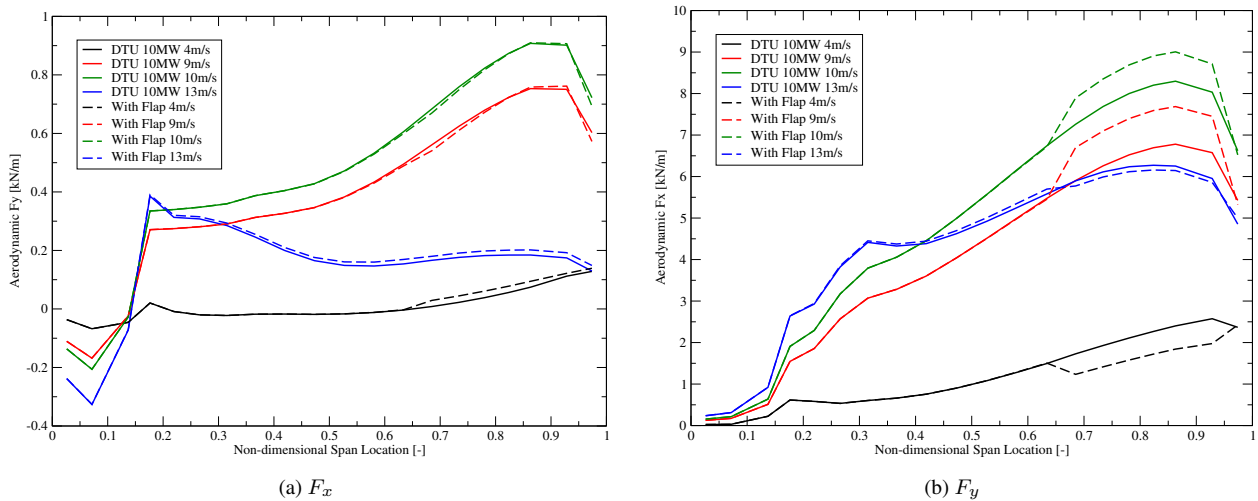 1
0.8
0.6
0.4
0.2
0
-0.2
-0.4
Aerodynamic Fy [kN/m]
DTU 10MW 4m/s
DTU 10MW 9m/s
DTU 10MW 10m/s
DTU 10MW 13m/s
With Flap 4m/s
With Flap 9m/s
With Flap 10m/s
With Flap 13m/s
0 0.1 0.2 0.3 0.4 0.5 0.6 0.7 0.8 0.9 1
Non-dimensional Span Location [-]
(a) Fx
10
9
8
7
6
5
4
3
2
1
0
Aerodynamic Fx [kN/m]
DTU 10MW 4m/s
DTU 10MW 9m/s
DTU 10MW 10m/s
DTU 10MW 13m/s
With Flap 4m/s
With Flap 9m/s
With Flap 10m/s
With Flap 13m/s
0 0.1 0.2 0.3 0.4 0.5 0.6 0.7 0.8 0.9 1
Non-dimensional Span Location [-]
(b) Fy